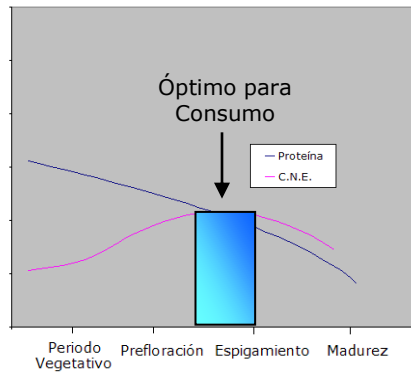 Óptimo para
Consumo
Proteína
C.N.E.
Periodo
Vegetativo
Prefloración
Espigamiento
Madurez